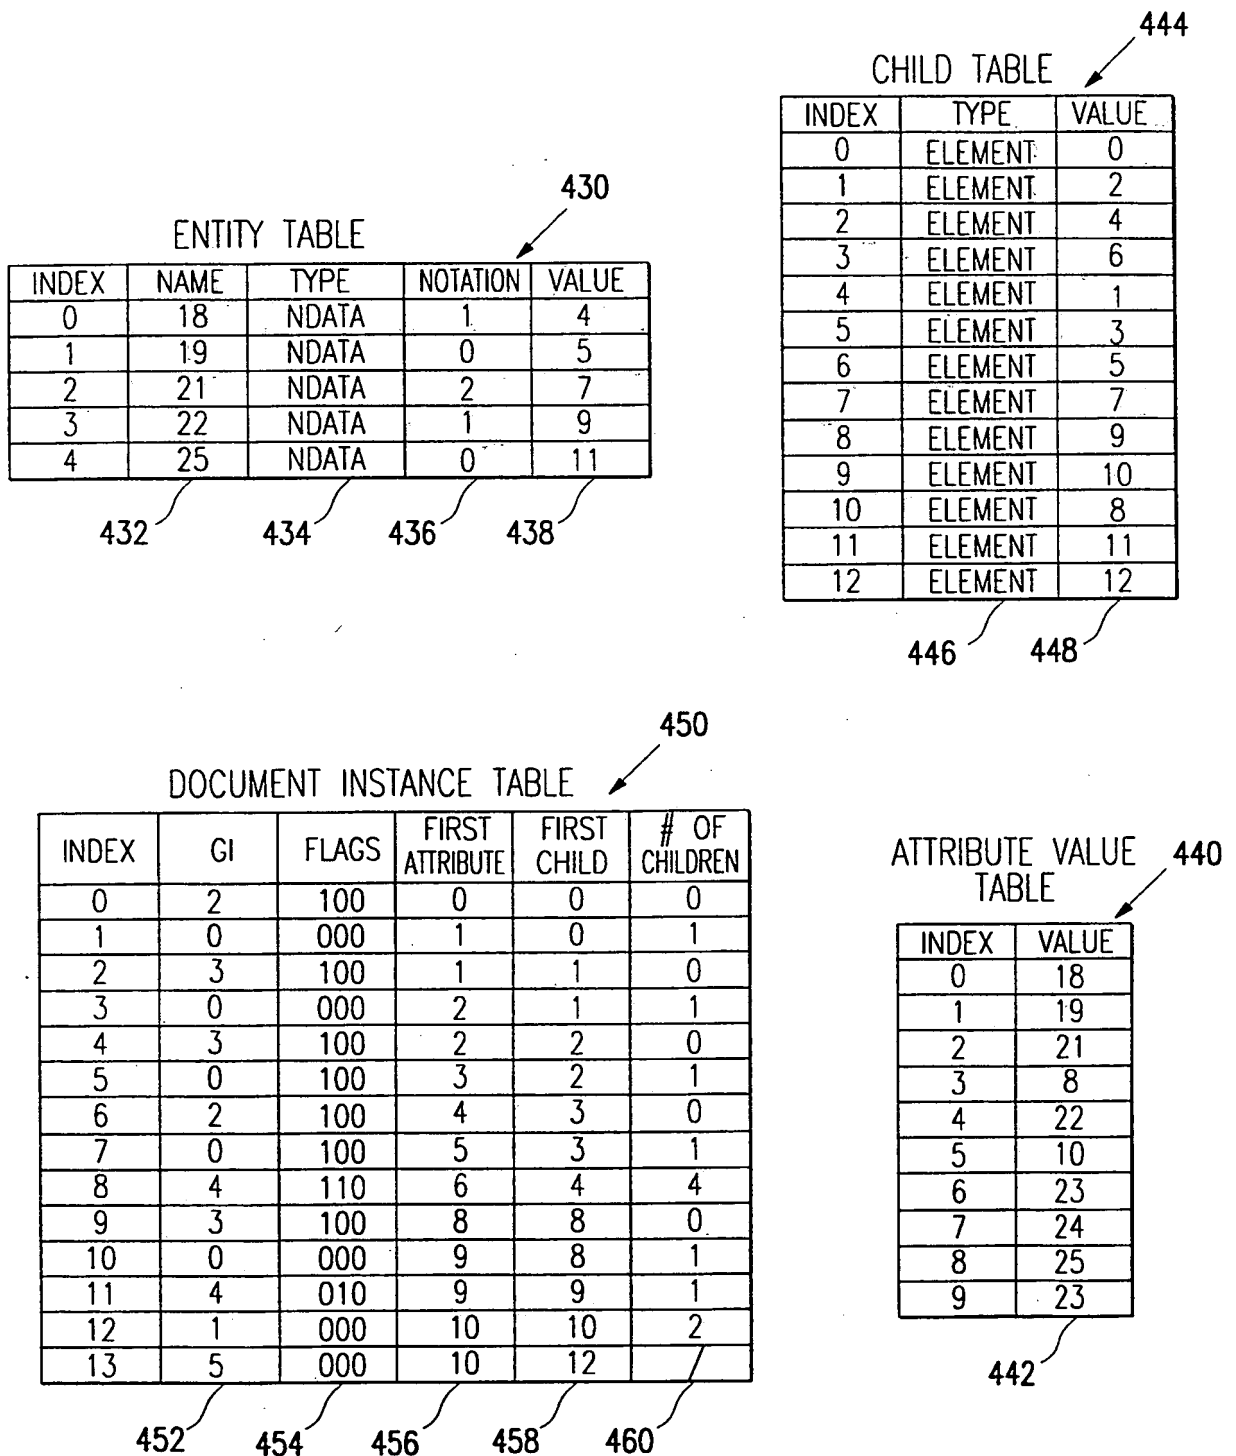 444
CHILD TABLE
INDEX TYPE VALUE
0 ELEMENT 0
1 ELEMENT 2
2 ELEMENT 4
3 ELEMENT 6
4 ELEMENT 1
5 ELEMENT 3
6 ELEMENT 5
7 ELEMENT 7
8 ELEMENT 9
9 ELEMENT 10
10 ELEMENT 8
11 ELEMENT 11
12 ELEMENT 12
446 448
430
ENTITY TABLE
INDEX NAME TYPE NOTATION VALUE
0 18 NDATA 1 4
1 19 NDATA 0 5
2 21 NDATA 2 7
3 22 NDATA 1 9
4 25 NDATA 0 11
432 434 436 438
450
DOCUMENT INSTANCE TABLE
INDEX GI FLAGS FIRST ATTRIBUTE FIRST CHILD # OF CHILDREN
0 2 100 0 0 0
1 0 000 1 0 1
2 3 100 1 1 0
3 0 000 2 1 1
4 3 100 2 2 0
5 0 100 3 2 1
6 2 100 4 3 0
7 0 100 5 3 1
8 4 110 6 4 4
9 3 100 8 8 0
10 0 000 9 8 1
11 4 010 9 9 1
12 1 000 10 10 2
13 5 000 10 12
452 454 456 458 460
ATTRIBUTE VALUE
TABLE
440
INDEX VALUE
0 18
1 19
2 21
3 8
4 22
5 10
6 23
7 24
8 25
9 23
442